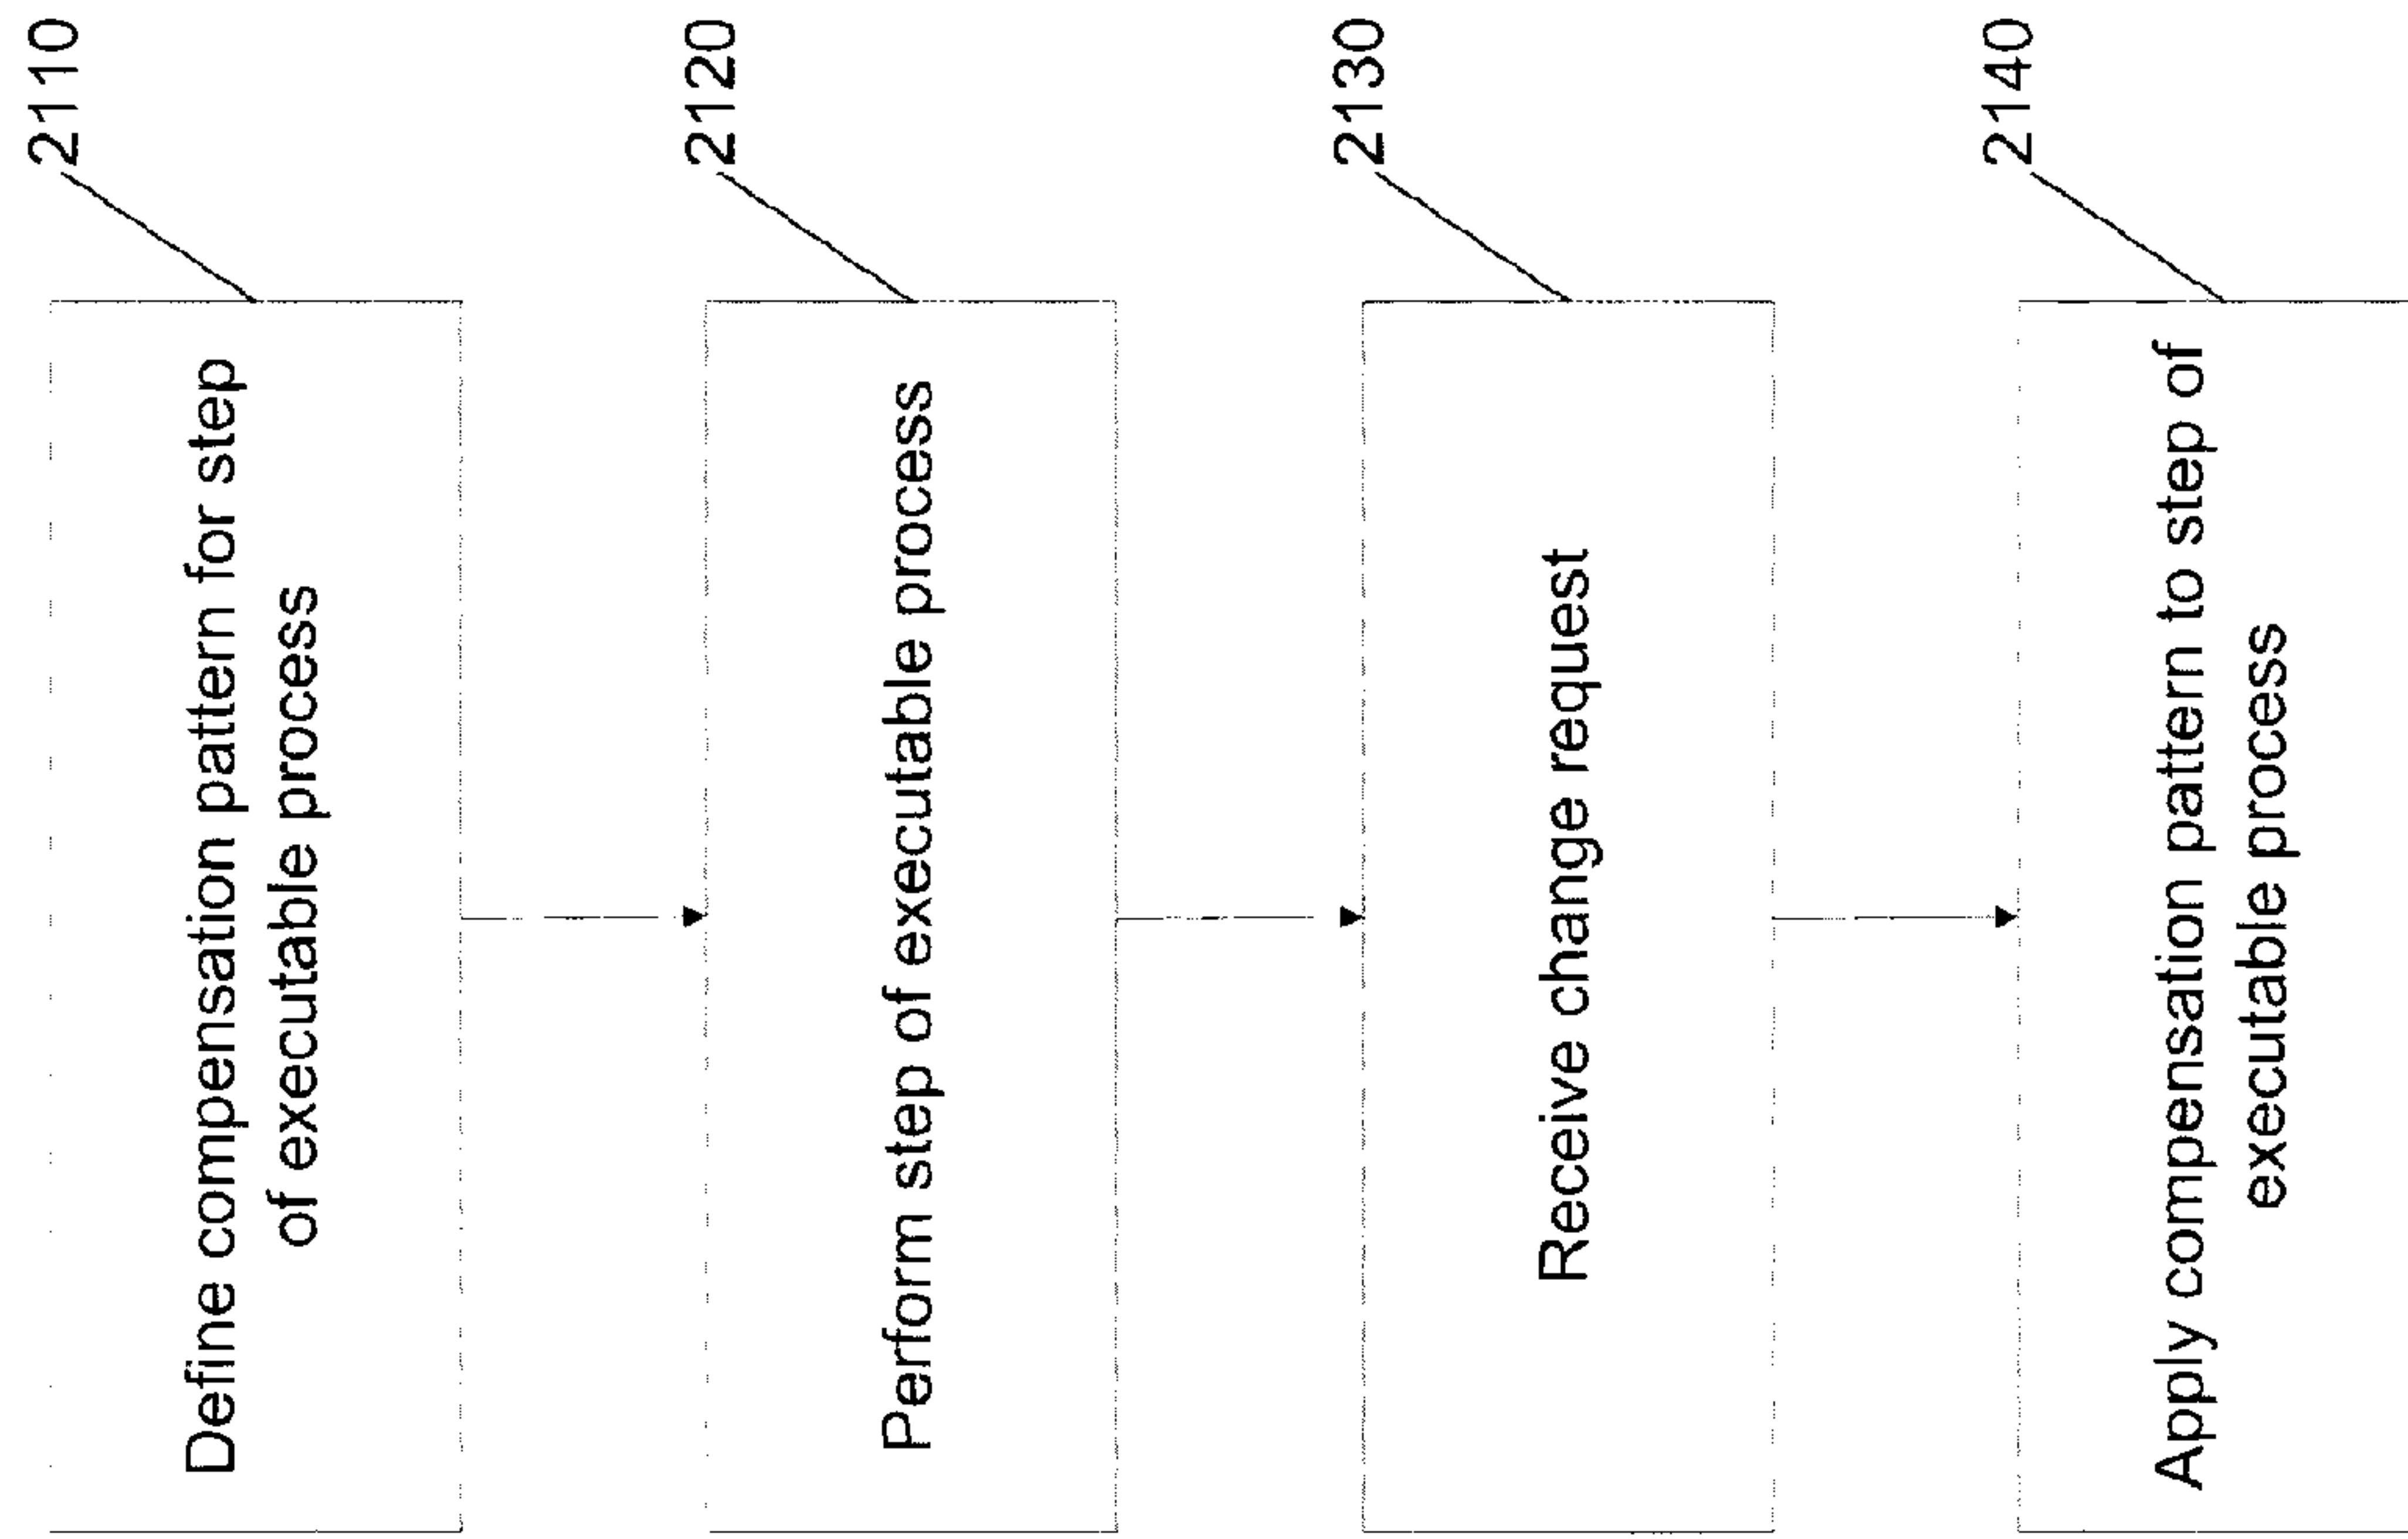 2110
Define compensation pattern for step
of executable process
2120
Perform step of executable process
2130
Receive change request
2140
Apply compensation pattern to step of
executable process